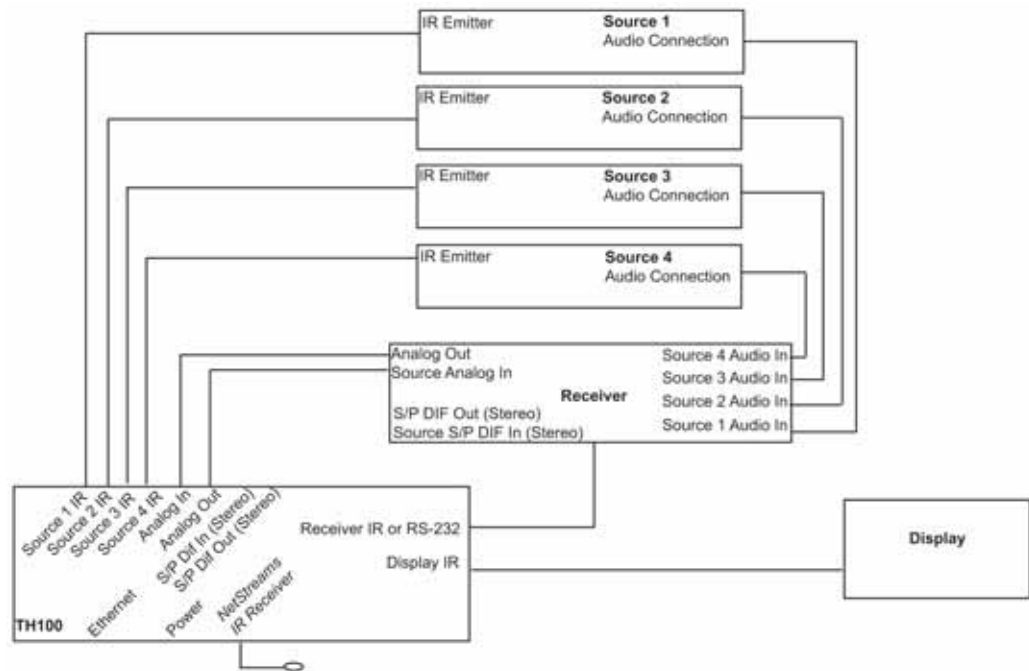 IR Emitter
Source 1
Audio Connection
IR Emitter
Source 2
Audio Connection
IR Emitter
Source 3
Audio Connection
IR Emitter
Source 4
Audio Connection
Analog Out
Source Analog In
S/P DIF Out (Stereo)
Source S/P DIF In (Stereo)
Receiver
Source 4 Audio In
Source 3 Audio In
Source 2 Audio In
Source 1 Audio In
Source 1 IR
Source 2 IR
Source 3 IR
Source 4 IR
Analog In
Analog Out
S/P Dif In (Stereo)
S/P Dif Out (Stereo)
Receiver IR or RS-232
Display IR
TH100
Ethernet
Power
NetStreams
IR Receiver
Display